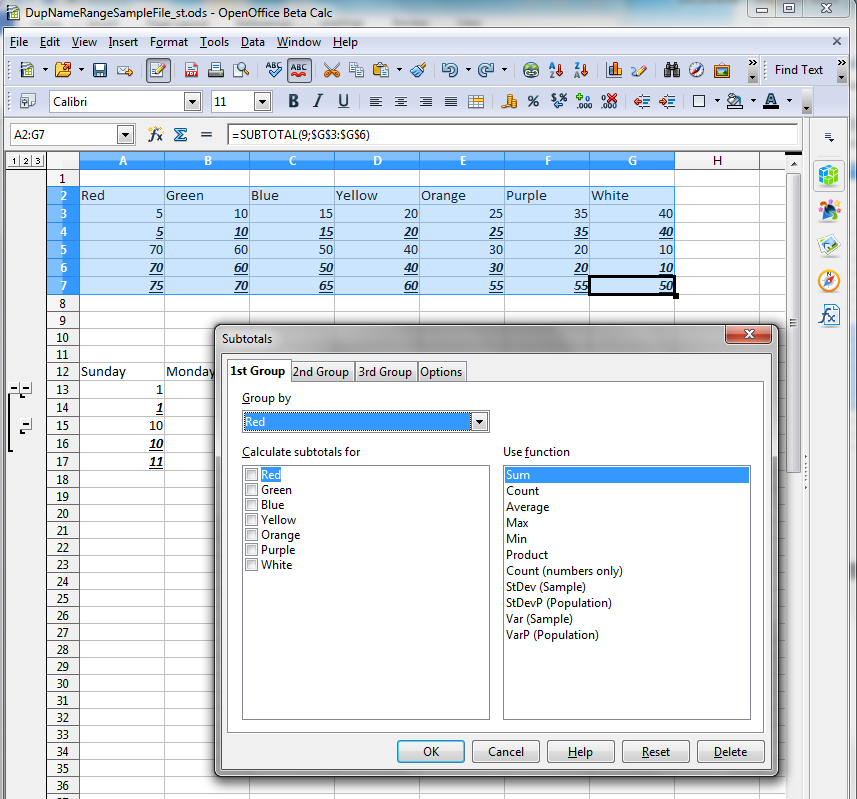 DupNameRangeSampleFile_st.ods - OpenOffice Beta Calc
File Edit View Insert Format Tools Data Window Help
Find Text
Calibri 11 B I U A
A2:G7 =SUBTOTAL(9;$G$3:$G$6)
1 2 3 A B C D E F G H
1
2 Red Green Blue Yellow Orange Purple White
3 5 10 15 20 25 35 40
4 5 10 15 20 25 35 40
5 70 60 50 40 30 20 10
6 70 60 50 40 30 20 10
7 75 70 65 60 55 55 50
8
9
10
11
12 Sunday Monday
13 1
14 1
15 10
16 10
17 11
18
19
20
21
22
23
24
25
26
27
28
29
30
31
32
33
34
35
36
Subtotals
1st Group 2nd Group 3rd Group Options
Group by
Red
Calculate subtotals for Use function
Red Sum
Green Count
Blue Average
Yellow Max
Orange Min
Purple Product
White Count (numbers only)
StDev (Sample)
StDevP (Population)
Var (Sample)
VarP (Population)
OK Cancel Help Reset Delete